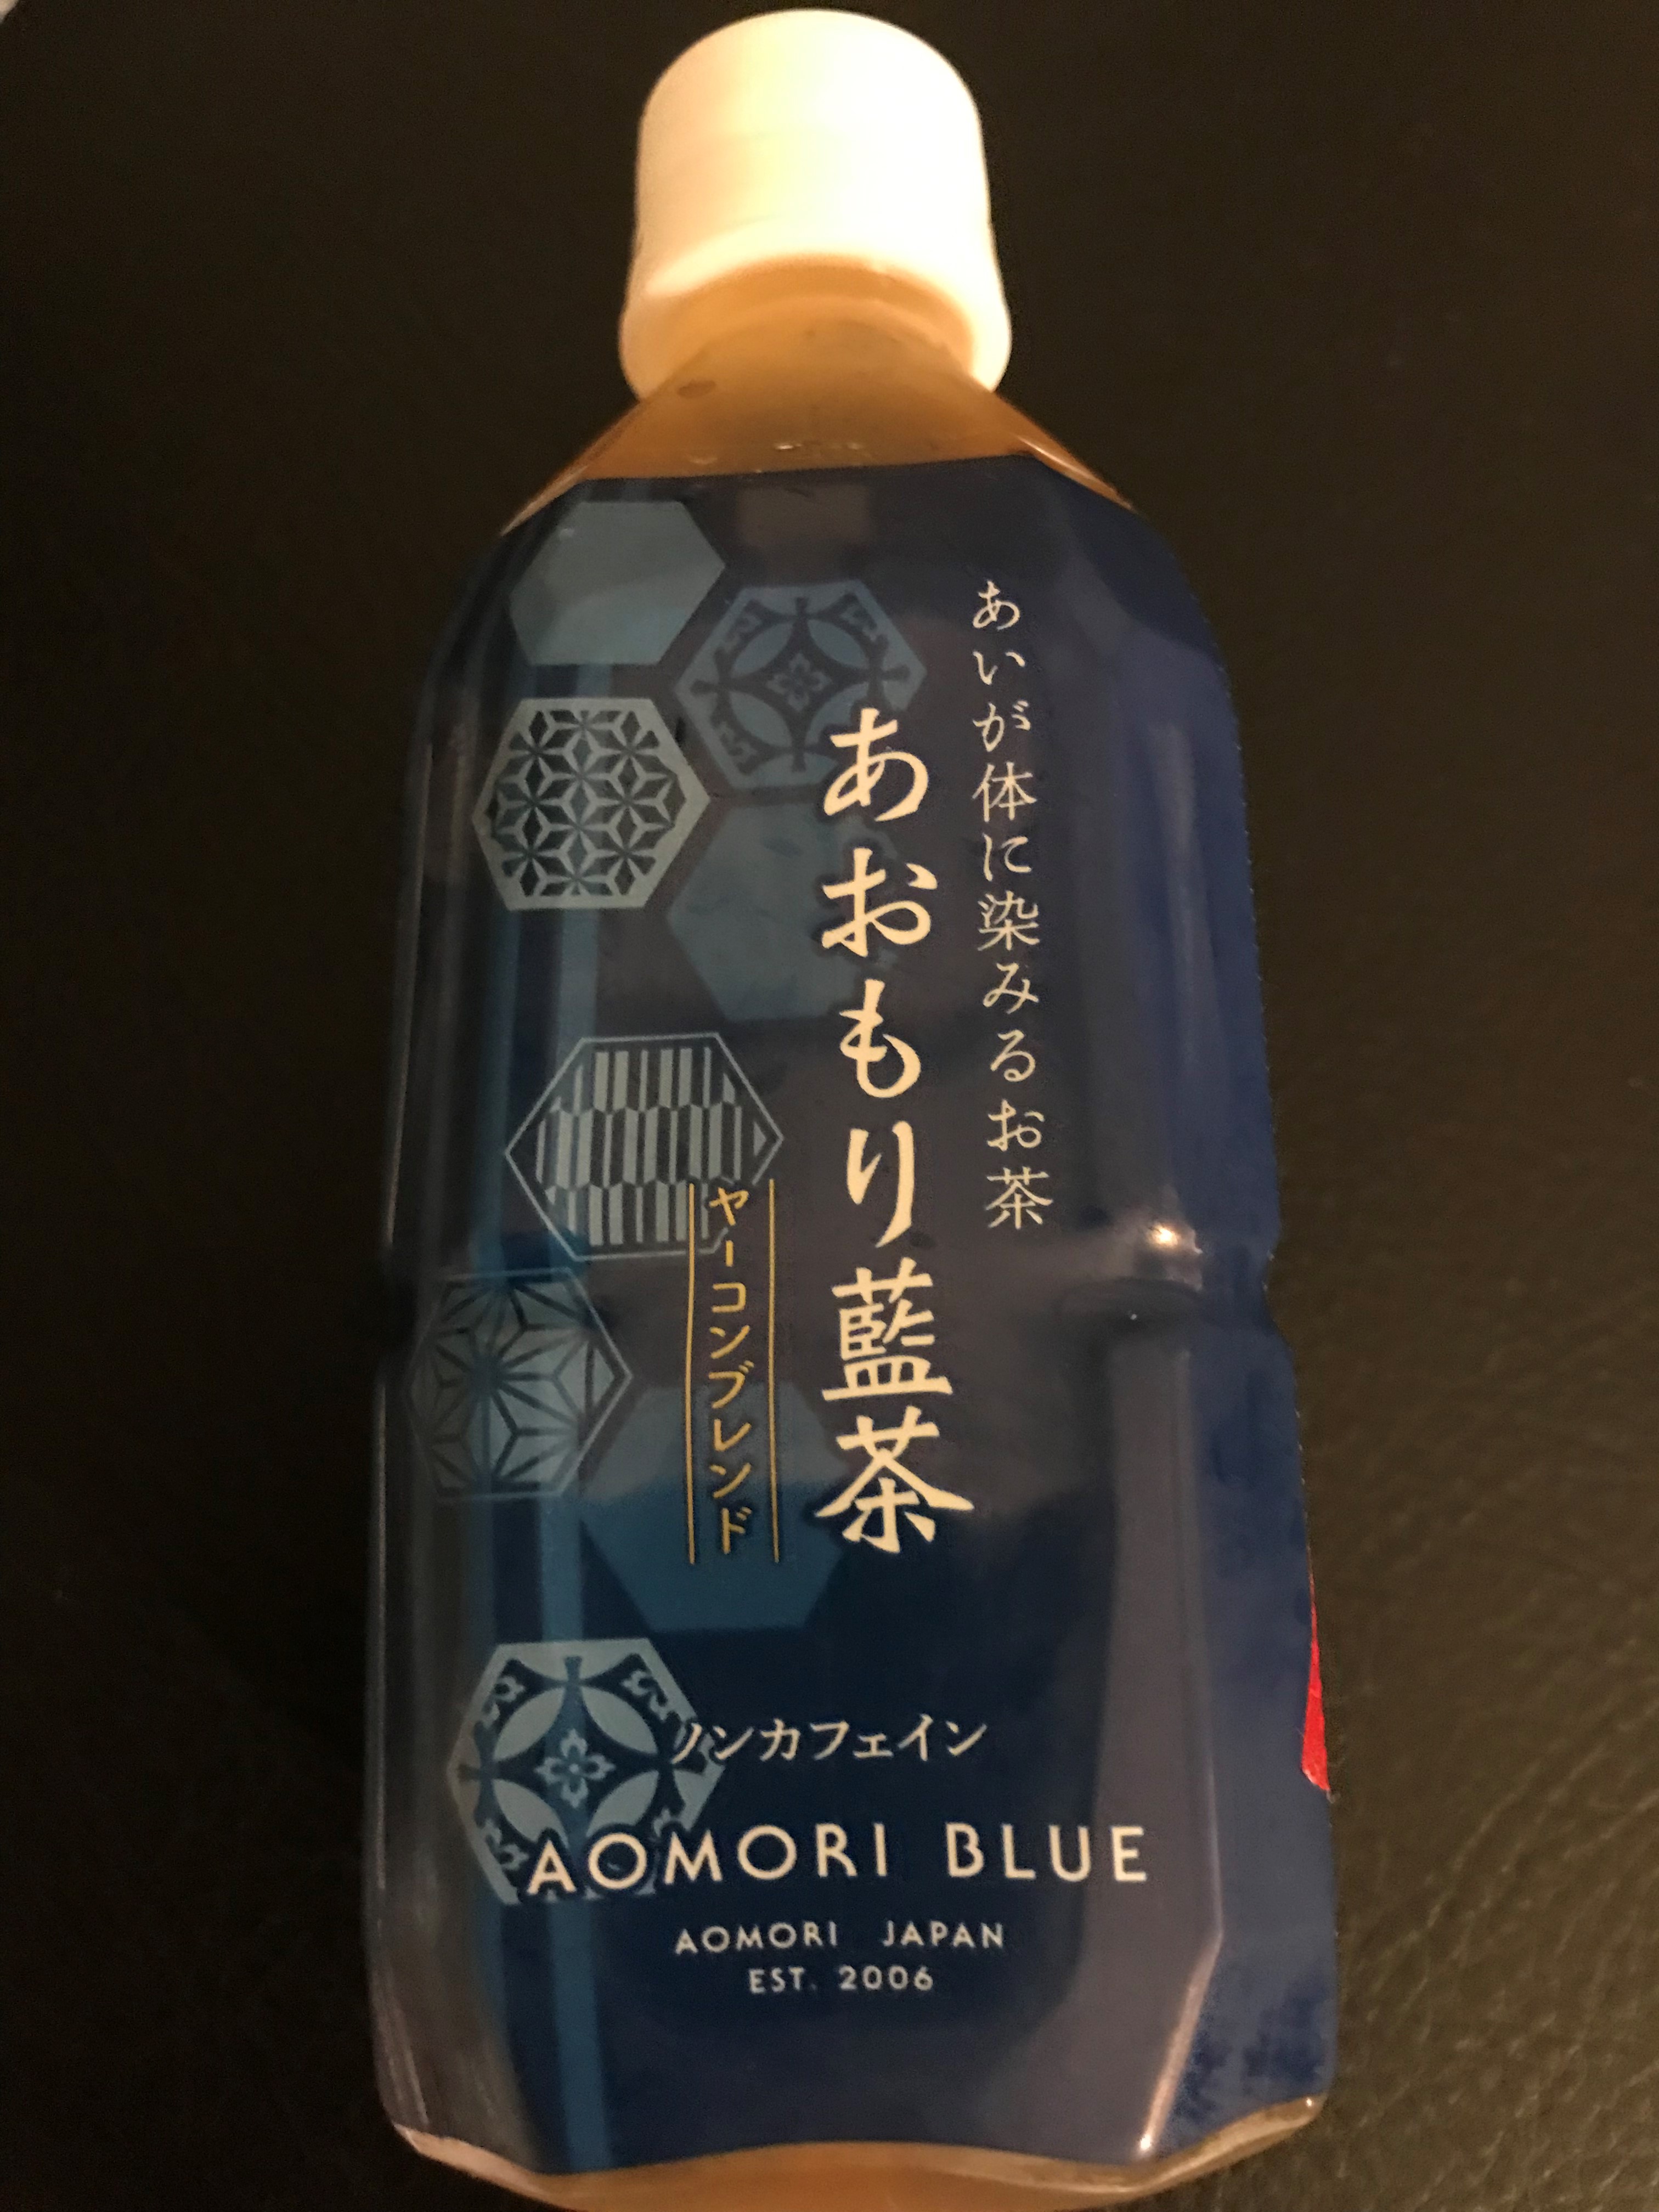 あいが体に染みるお茶
あおもり藍茶
ヤーコンブレンド
ノンカフェイン
AOMORI BLUE
AOMORI JAPAN
EST. 2006